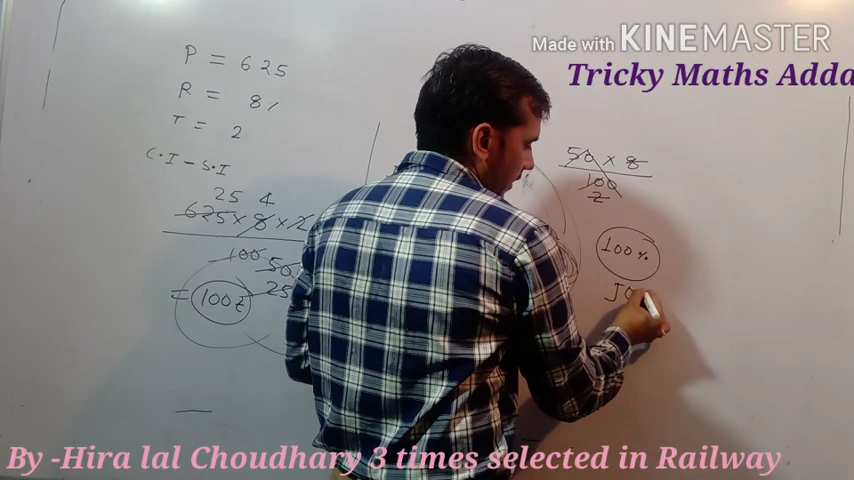 Made with KINEMASTER
Tricky Maths Adda
P = 625
R = 8%
T = 2
C.I - S.I
25 4
625 × 8 × 2
100
50
25
= 100
50 × 8
100
2
100%
By -Hira lal Choudhary 3 times selected in Railway